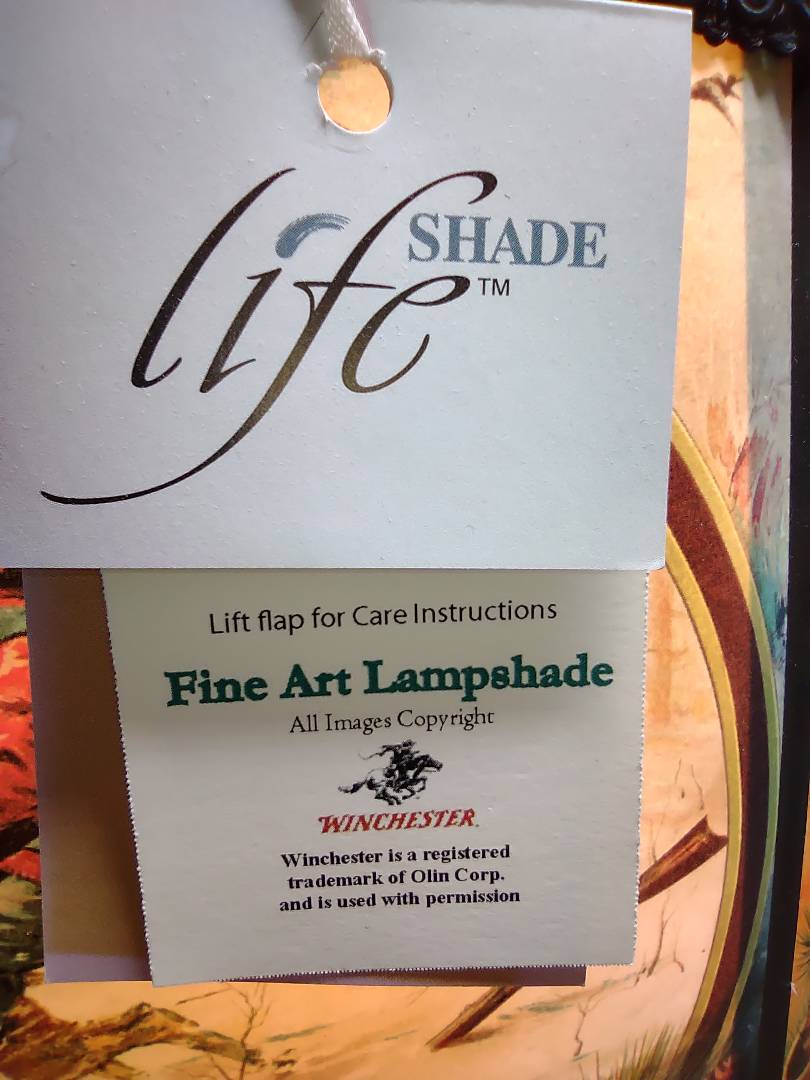 life SHADE™
Lift flap for Care Instructions
Fine Art Lampshade
All Images Copyright
WINCHESTER.
Winchester is a registered
trademark of Olin Corp.
and is used with permission